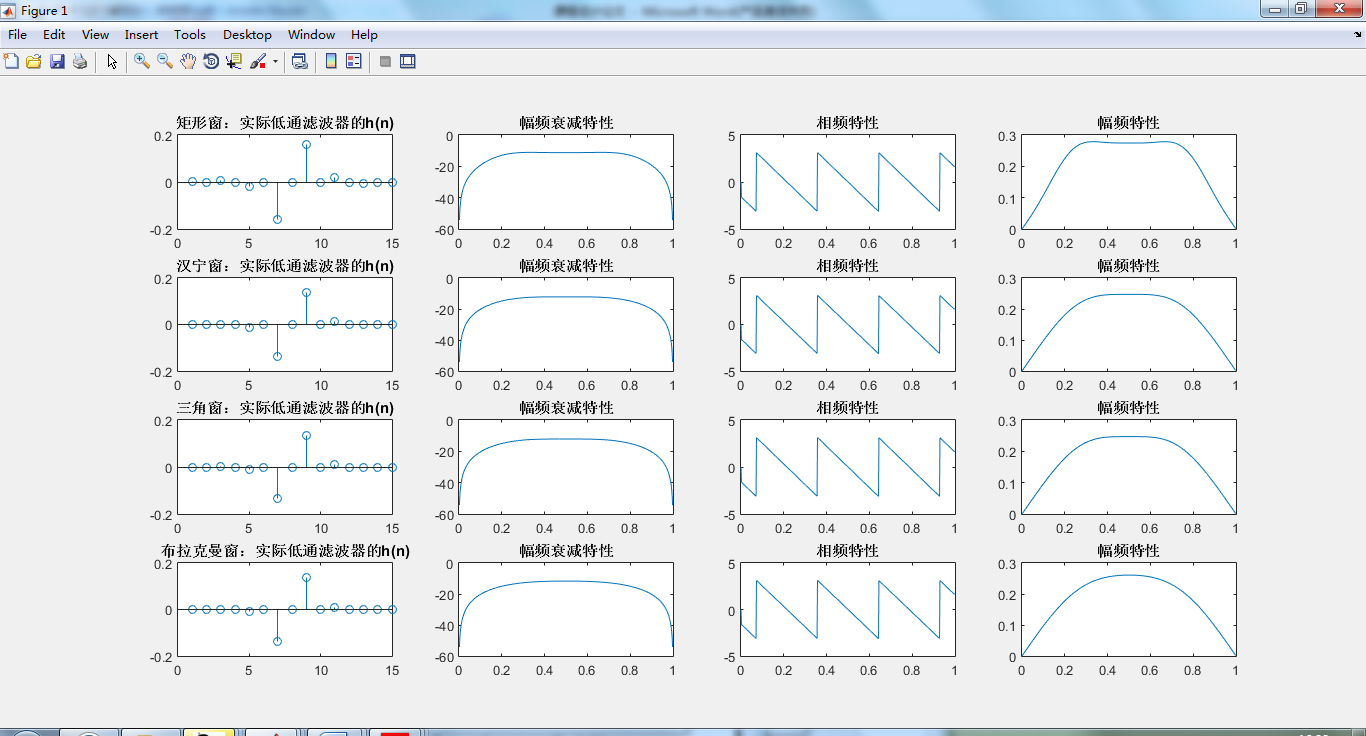 Figure 1
File Edit View Insert Tools Desktop Window Help
矩形窗：实际低通滤波器的h(n) 幅频衰减特性 相频特性 幅频特性
0.2 0 5 0.3
0 -20 0 0.2
-40 0.1
-0.2 -60 -5 0
0 5 10 15 0 0.2 0.4 0.6 0.8 1 0 0.2 0.4 0.6 0.8 1 0 0.2 0.4 0.6 0.8 1
汉宁窗：实际低通滤波器的h(n) 幅频衰减特性 相频特性 幅频特性
0.2 0 5 0.3
0 -20 0 0.2
-40 0.1
-0.2 -60 -5 0
0 5 10 15 0 0.2 0.4 0.6 0.8 1 0 0.2 0.4 0.6 0.8 1 0 0.2 0.4 0.6 0.8 1
三角窗：实际低通滤波器的h(n) 幅频衰减特性 相频特性 幅频特性
0.2 0 5 0.3
0 -20 0 0.2
-40 0.1
-0.2 -60 -5 0
0 5 10 15 0 0.2 0.4 0.6 0.8 1 0 0.2 0.4 0.6 0.8 1 0 0.2 0.4 0.6 0.8 1
布拉克曼窗：实际低通滤波器的h(n) 幅频衰减特性 相频特性 幅频特性
0.2 0 5 0.3
0 -20 0 0.2
-40 0.1
-0.2 -60 -5 0
0 5 10 15 0 0.2 0.4 0.6 0.8 1 0 0.2 0.4 0.6 0.8 1 0 0.2 0.4 0.6 0.8 1